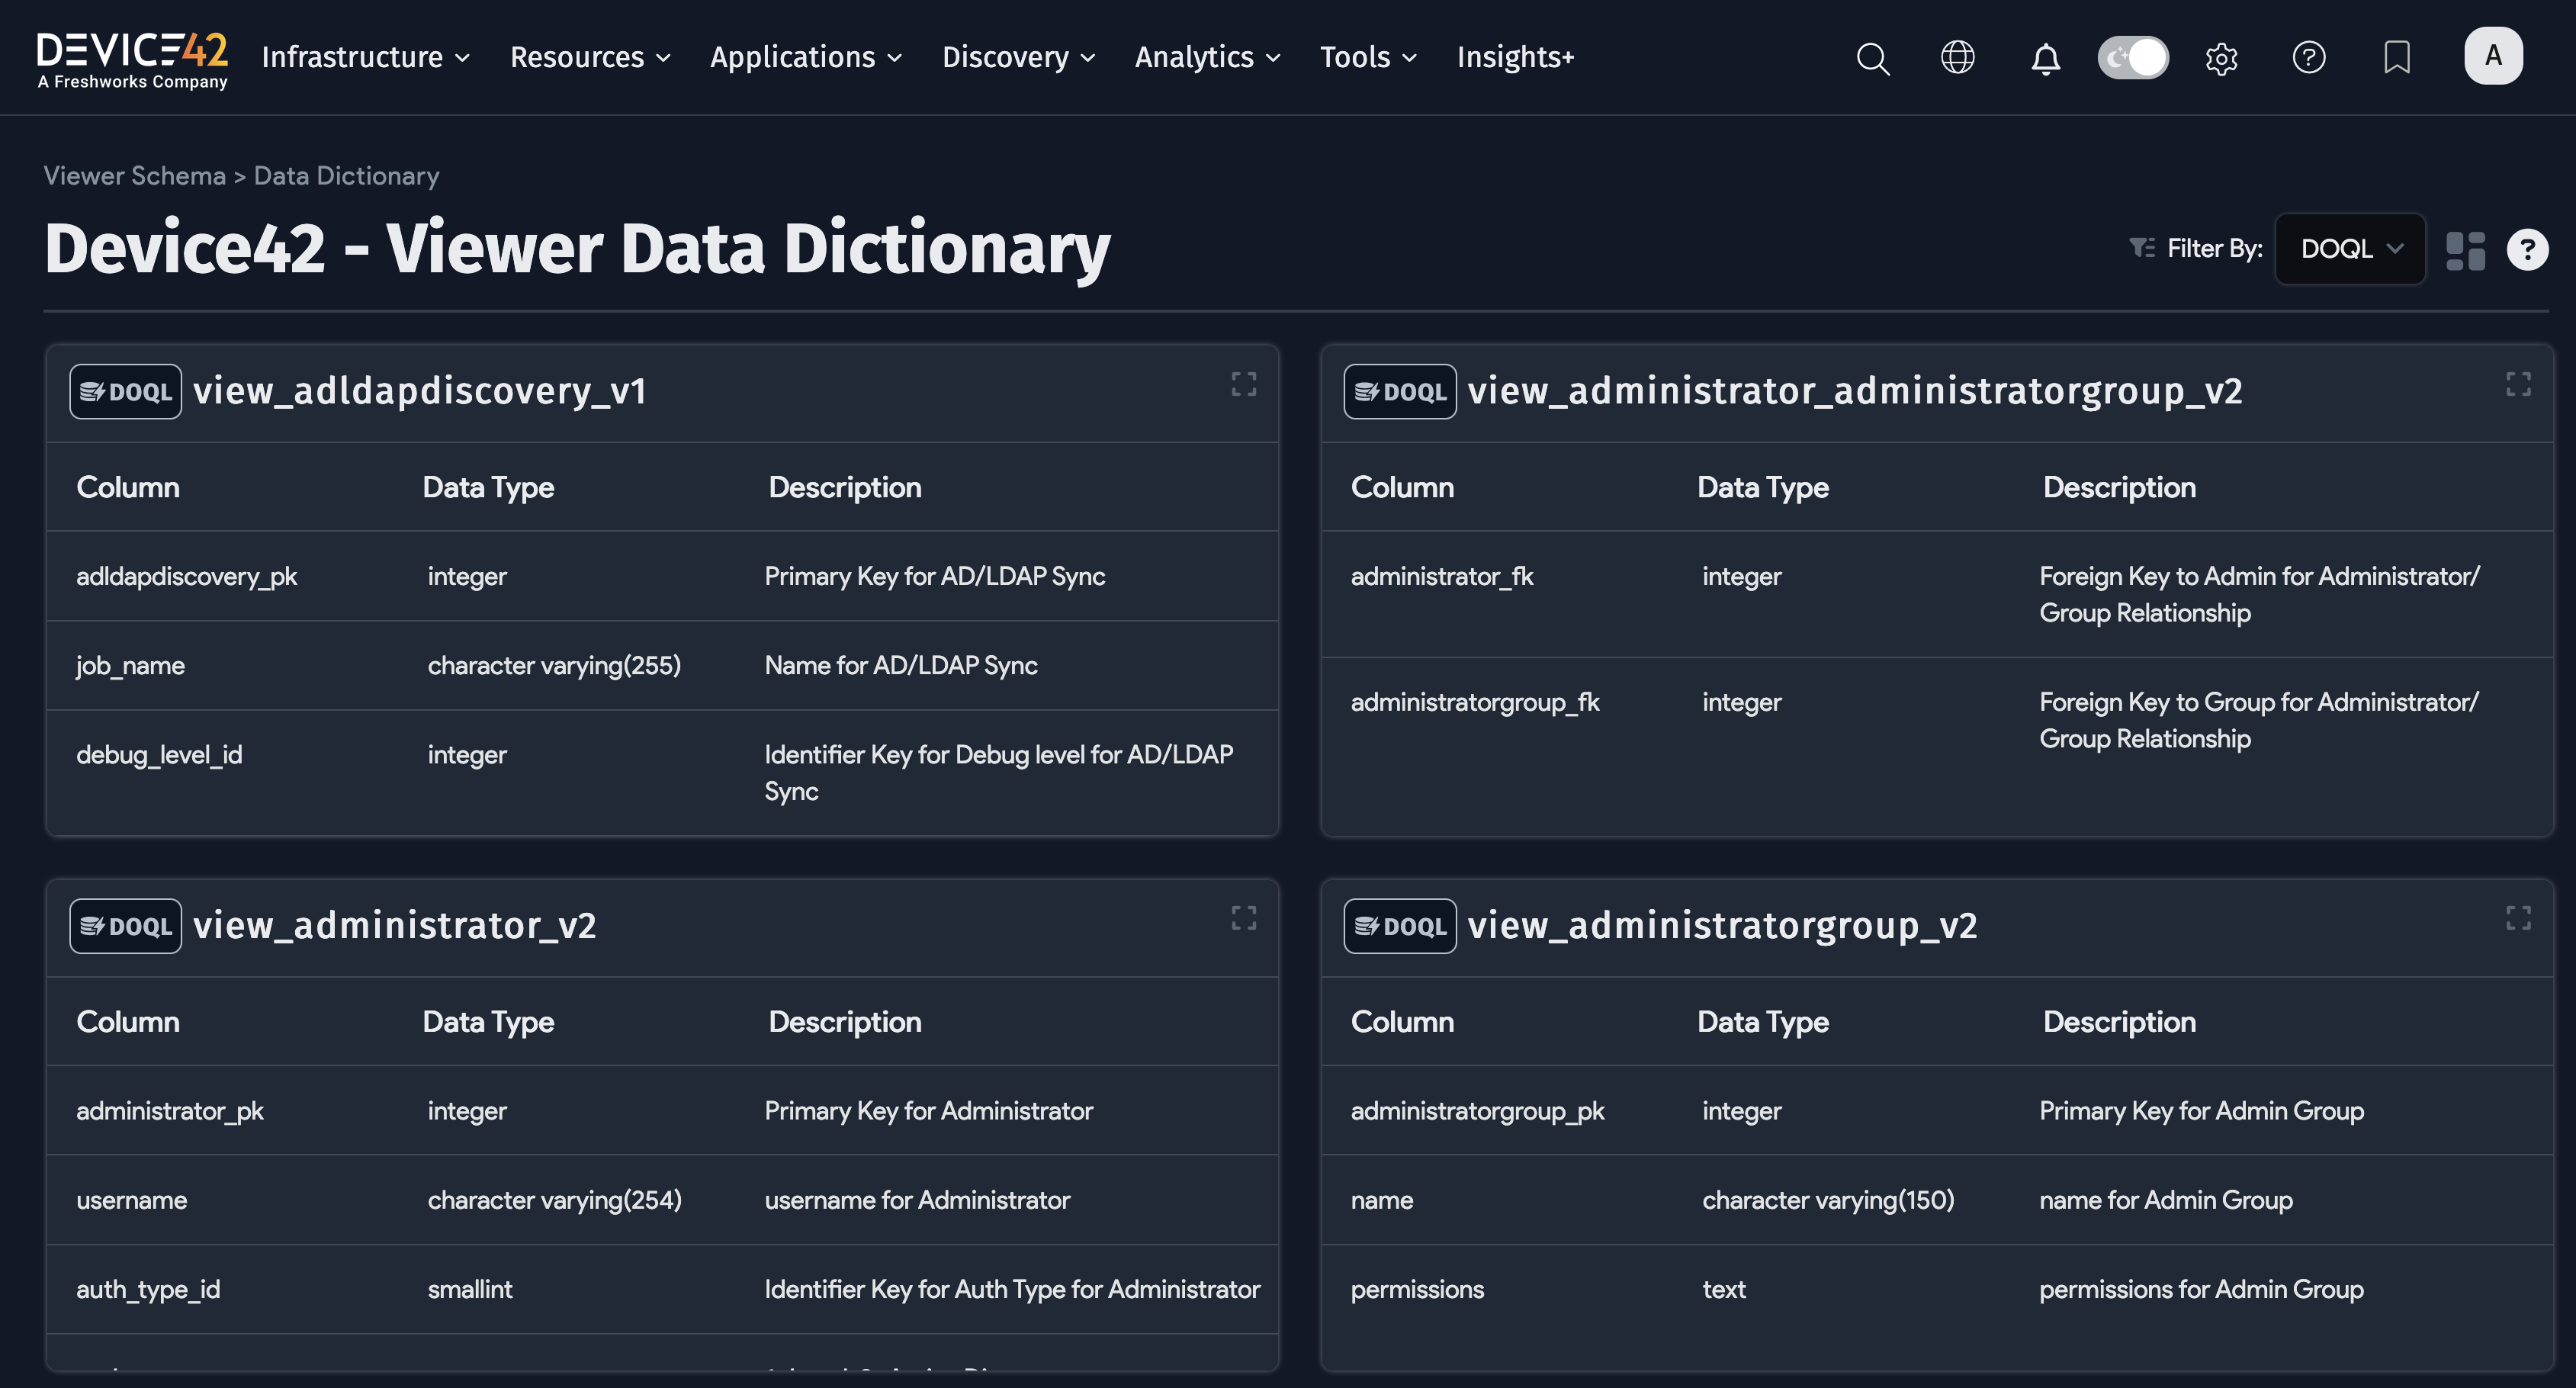 DEVICE42
A Freshworks Company
Infrastructure
Resources
Applications
Discovery
Analytics
Tools
Insights+
A
Viewer Schema > Data Dictionary
Device42 - Viewer Data Dictionary
Filter By:
DOQL
?
DOQL view_adldapdiscovery_v1
Column Data Type Description
adldapdiscovery_pk integer Primary Key for AD/LDAP Sync
job_name character varying(255) Name for AD/LDAP Sync
debug_level_id integer Identifier Key for Debug level for AD/LDAP
Sync
DOQL view_administrator_administratorgroup_v2
Column Data Type Description
administrator_fk integer Foreign Key to Admin for Administrator/
Group Relationship
administratorgroup_fk integer Foreign Key to Group for Administrator/
Group Relationship
DOQL view_administrator_v2
Column Data Type Description
administrator_pk integer Primary Key for Administrator
username character varying(254) username for Administrator
auth_type_id smallint Identifier Key for Auth Type for Administrator
DOQL view_administratorgroup_v2
Column Data Type Description
administratorgroup_pk integer Primary Key for Admin Group
name character varying(150) name for Admin Group
permissions text permissions for Admin Group